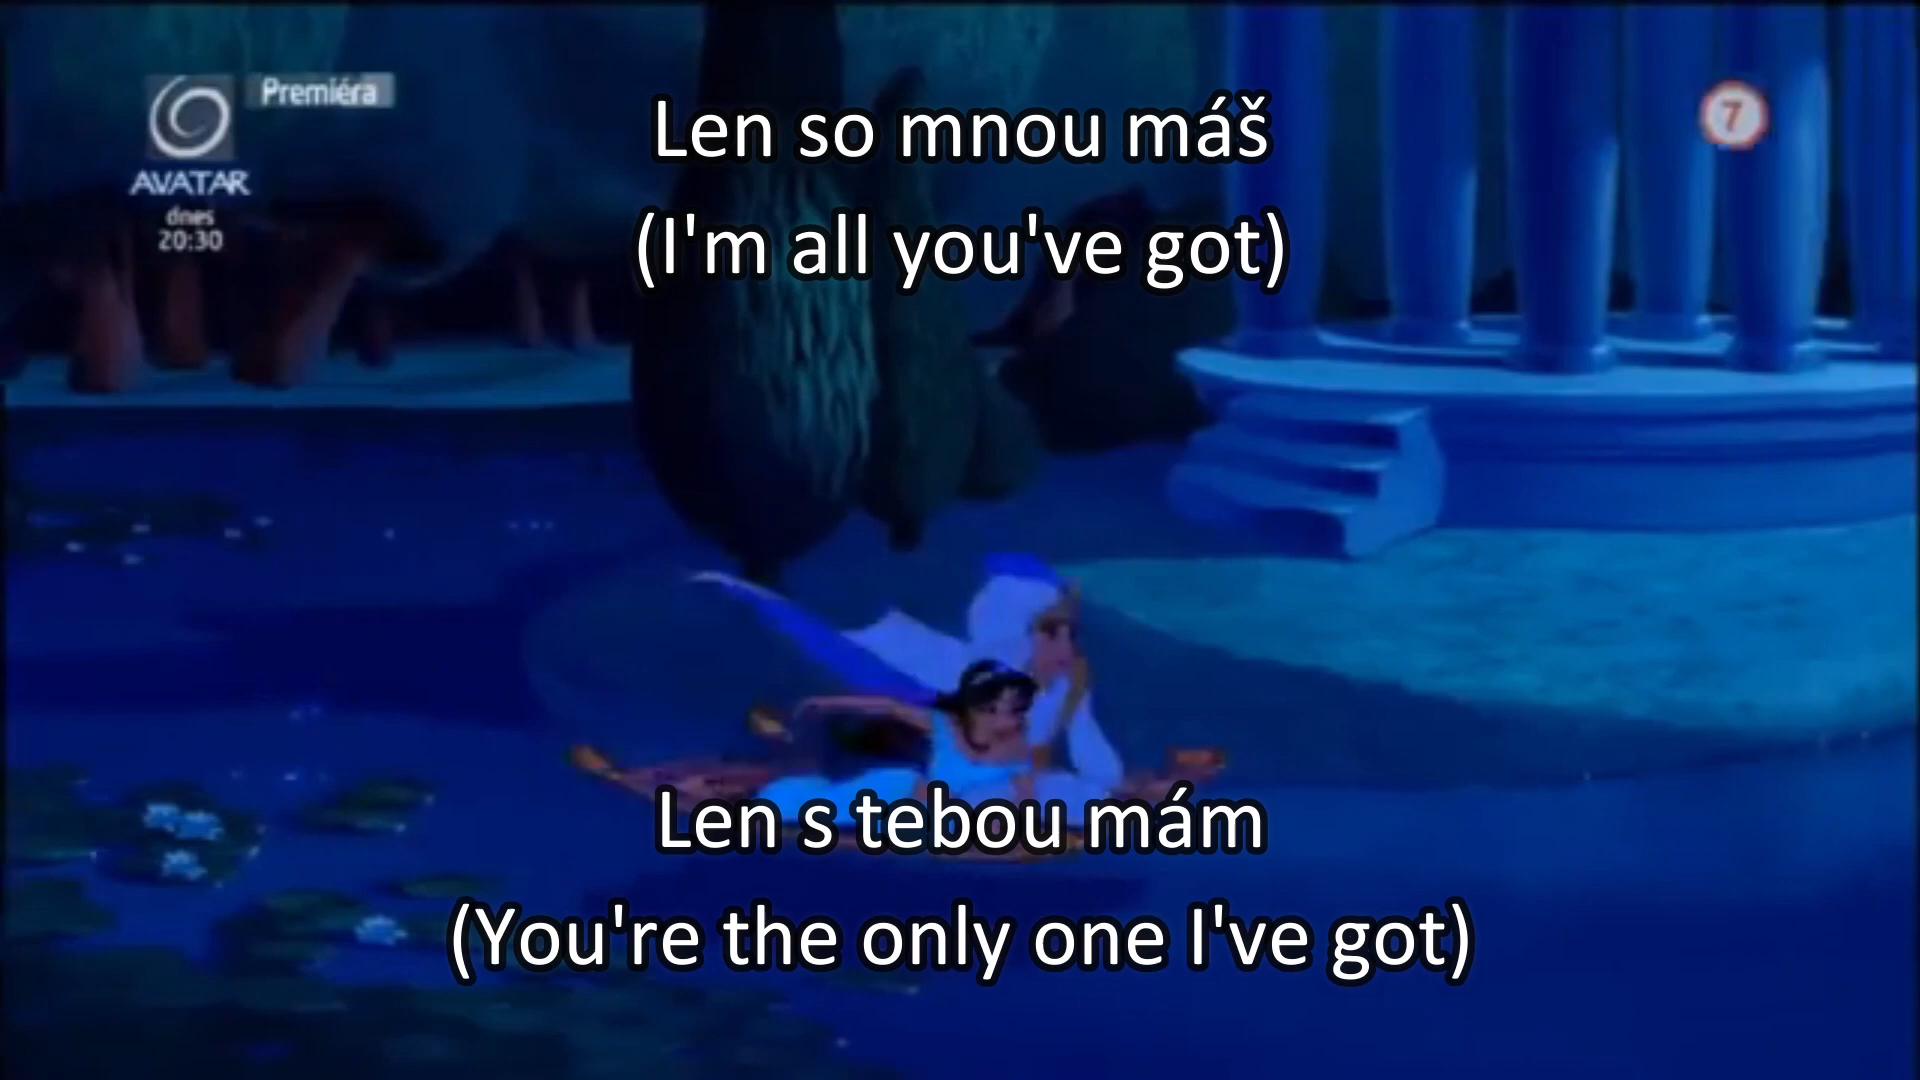 Premiéra
AVATAR
dnes
20:30
7
Len so mnou máš
(I'm all you've got)
Len s tebou mám
(You're the only one I've got)